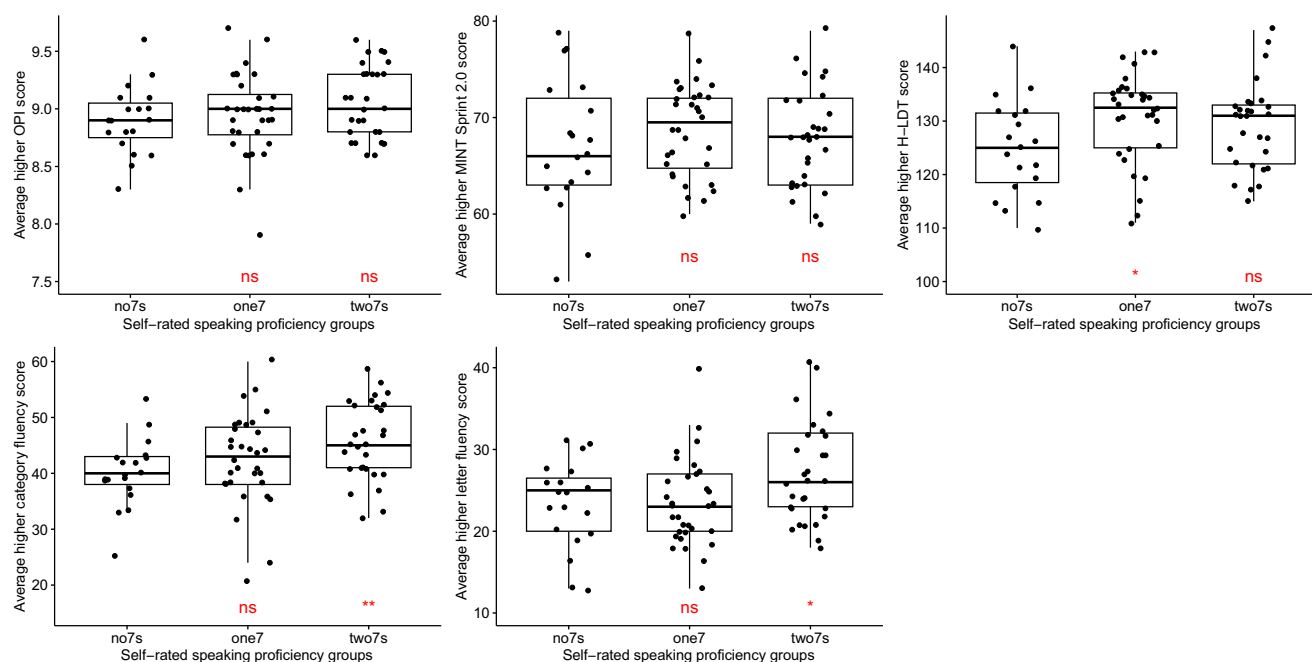 Average higher OPI score
9.5
9.0
8.5
8.0
7.5
ns
ns
no7s
one7
two7s
Self−rated speaking proficiency groups
Average higher MINT Sprint 2.0 score
80
70
60
ns
ns
no7s
one7
two7s
Self−rated speaking proficiency groups
Average higher H−LDT score
140
130
120
110
100
*
ns
no7s
one7
two7s
Self−rated speaking proficiency groups
Average higher category fluency score
60
50
40
30
20
ns
**
no7s
one7
two7s
Self−rated speaking proficiency groups
Average higher letter fluency score
40
30
20
10
ns
*
no7s
one7
two7s
Self−rated speaking proficiency groups